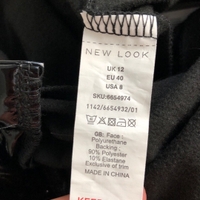 NEW LOOK
UK 12
EU 40
USA 8
SKU:6654974
1142/6654932/01
GB: Face:
Polyurethane
Backing:
90% Polyester
10% Elastane
Exclusive of trim
MADE IN CHINA